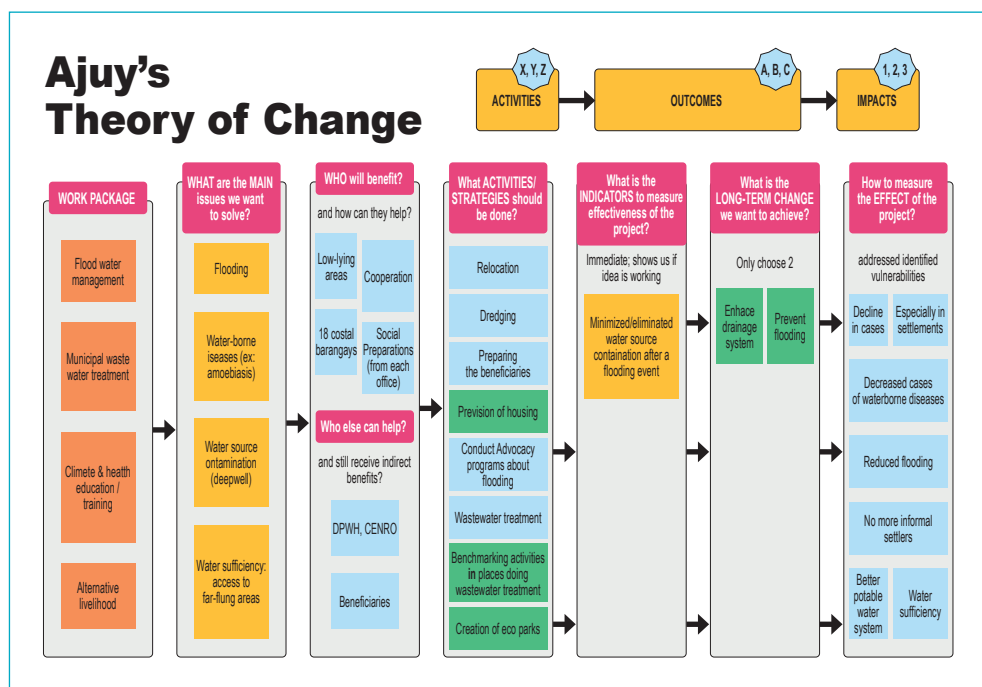 Ajuy's
Theory of Change
X, Y, Z
ACTIVITIES
A, B, C
OUTCOMES
1, 2, 3
IMPACTS
WORK PACKAGE
Flood water
management
Municipal waste
water treatment
Climete & heahth
education /
training
Alternative
livelihood
WHAT are the MAIN
issues we want
to solve?
Flooding
Water-borne
iseases (ex:
amoebiasis)
Water source
ontamination
(deepwell)
Water sufficiency:
access to
far-flung areas
WHO will benefit?
and how can they help?
Low-lying
areas
Cooperation
18 costal
barangays
Social
Preparations
(from each
office)
Who else can help?
and still receive indirect
benefits?
DPWH, CENRO
Beneficiaries
What ACTIVITIES/
STRATEGIES should
be done?
Relocation
Dredging
Preparing
the beneficiaries
Prevision of housing
Conduct Advocacy
programs about
flooding
Wastewater treatment
Benchmarking activities
in places doing
wastewater treatment
Creation of eco parks
What is the
INDICATORS to measure
effectiveness of the
project?
Immediate; shows us if
idea is working
Minimized/eliminated
water source
containation after a
flooding event
What is the
LONG-TERM CHANGE
we want to achieve?
Only choose 2
Enhace
drainage
system
Prevent
flooding
How to measure
the EFFECT of the
project?
addressed identified
vulnerabilities
Decline
in cases
Especially in
settlements
Decreased cases
of waterborne diseases
Reduced flooding
No more informal
settlers
Better
potable
water
system
Water
sufficiency